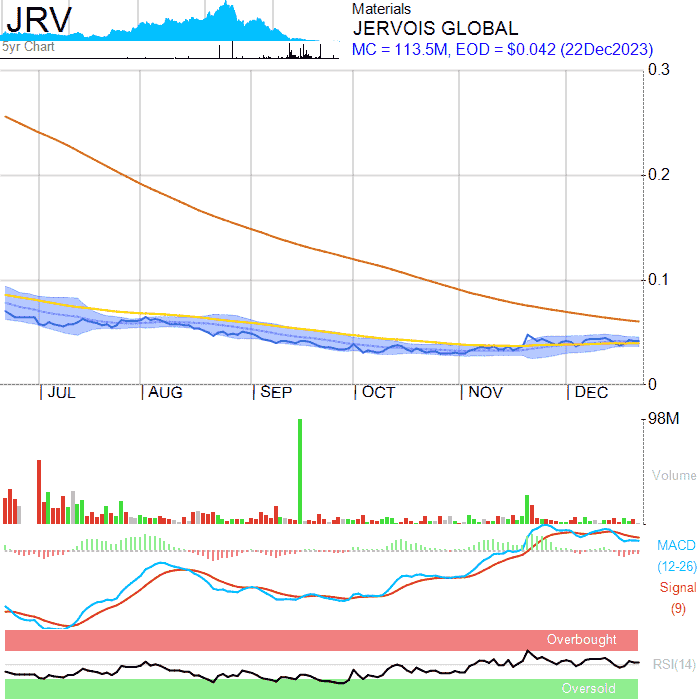 JRV
5yr Chart
Materials
JERVOIS GLOBAL
MC = 113.5M, EOD = $0.042 (22Dec2023)
0.3
0.2
0.1
0
JUL AUG SEP OCT NOV DEC
98M
Volume
MACD
(12-26)
Signal
(9)
Overbought
RSI(14)
Oversold